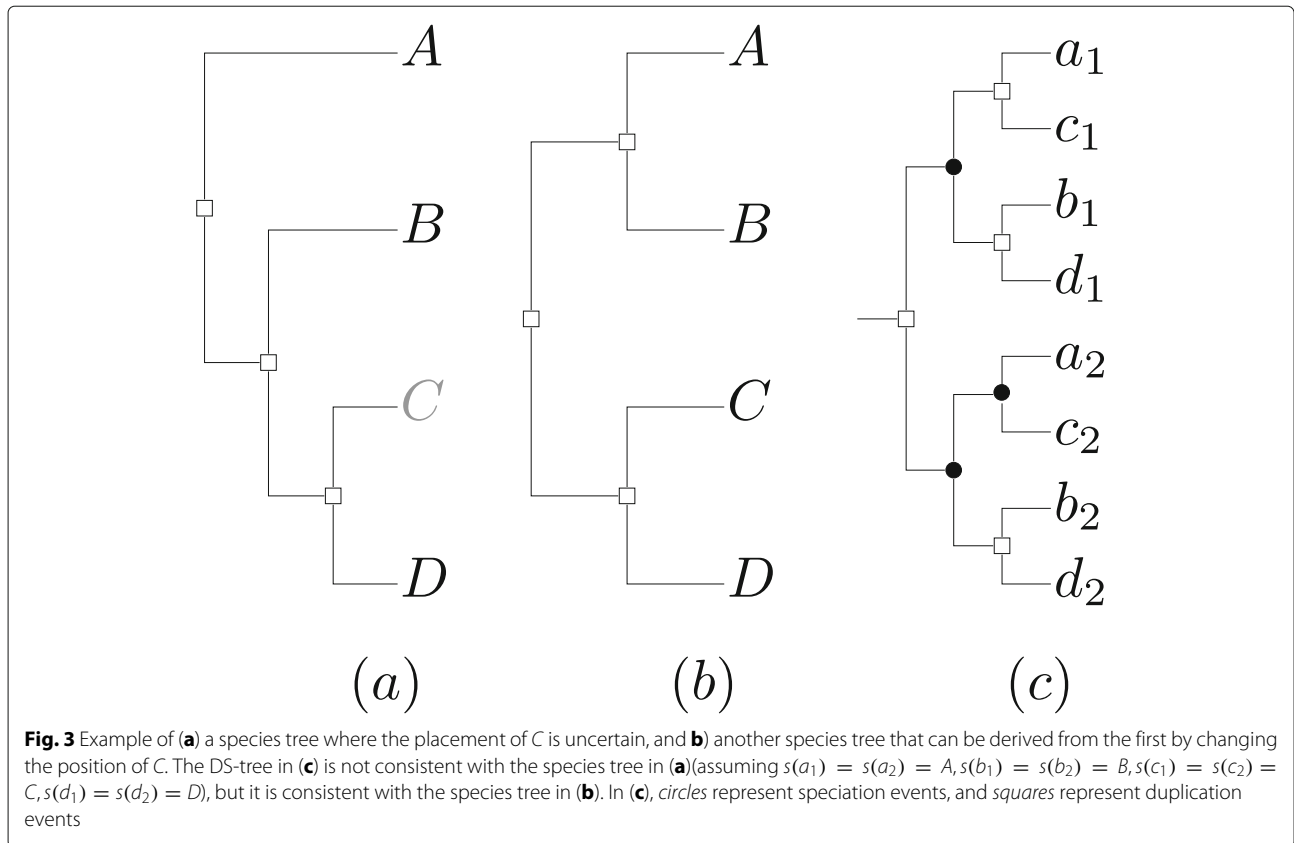 A
B
C
D
(a)
A
B
C
D
(b)
a1
c1
b1
d1
a2
c2
b2
d2
(c)
Fig. 3 Example of (a) a species tree where the placement of C is uncertain, and b) another species tree that can be derived from the first by changing
the position of C. The DS-tree in (c) is not consistent with the species tree in (a)(assuming s(a1) = s(a2) = A, s(b1) = s(b2) = B, s(c1) = s(c2) =
C, s(d1) = s(d2) = D), but it is consistent with the species tree in (b). In (c), circles represent speciation events, and squares represent duplication
events